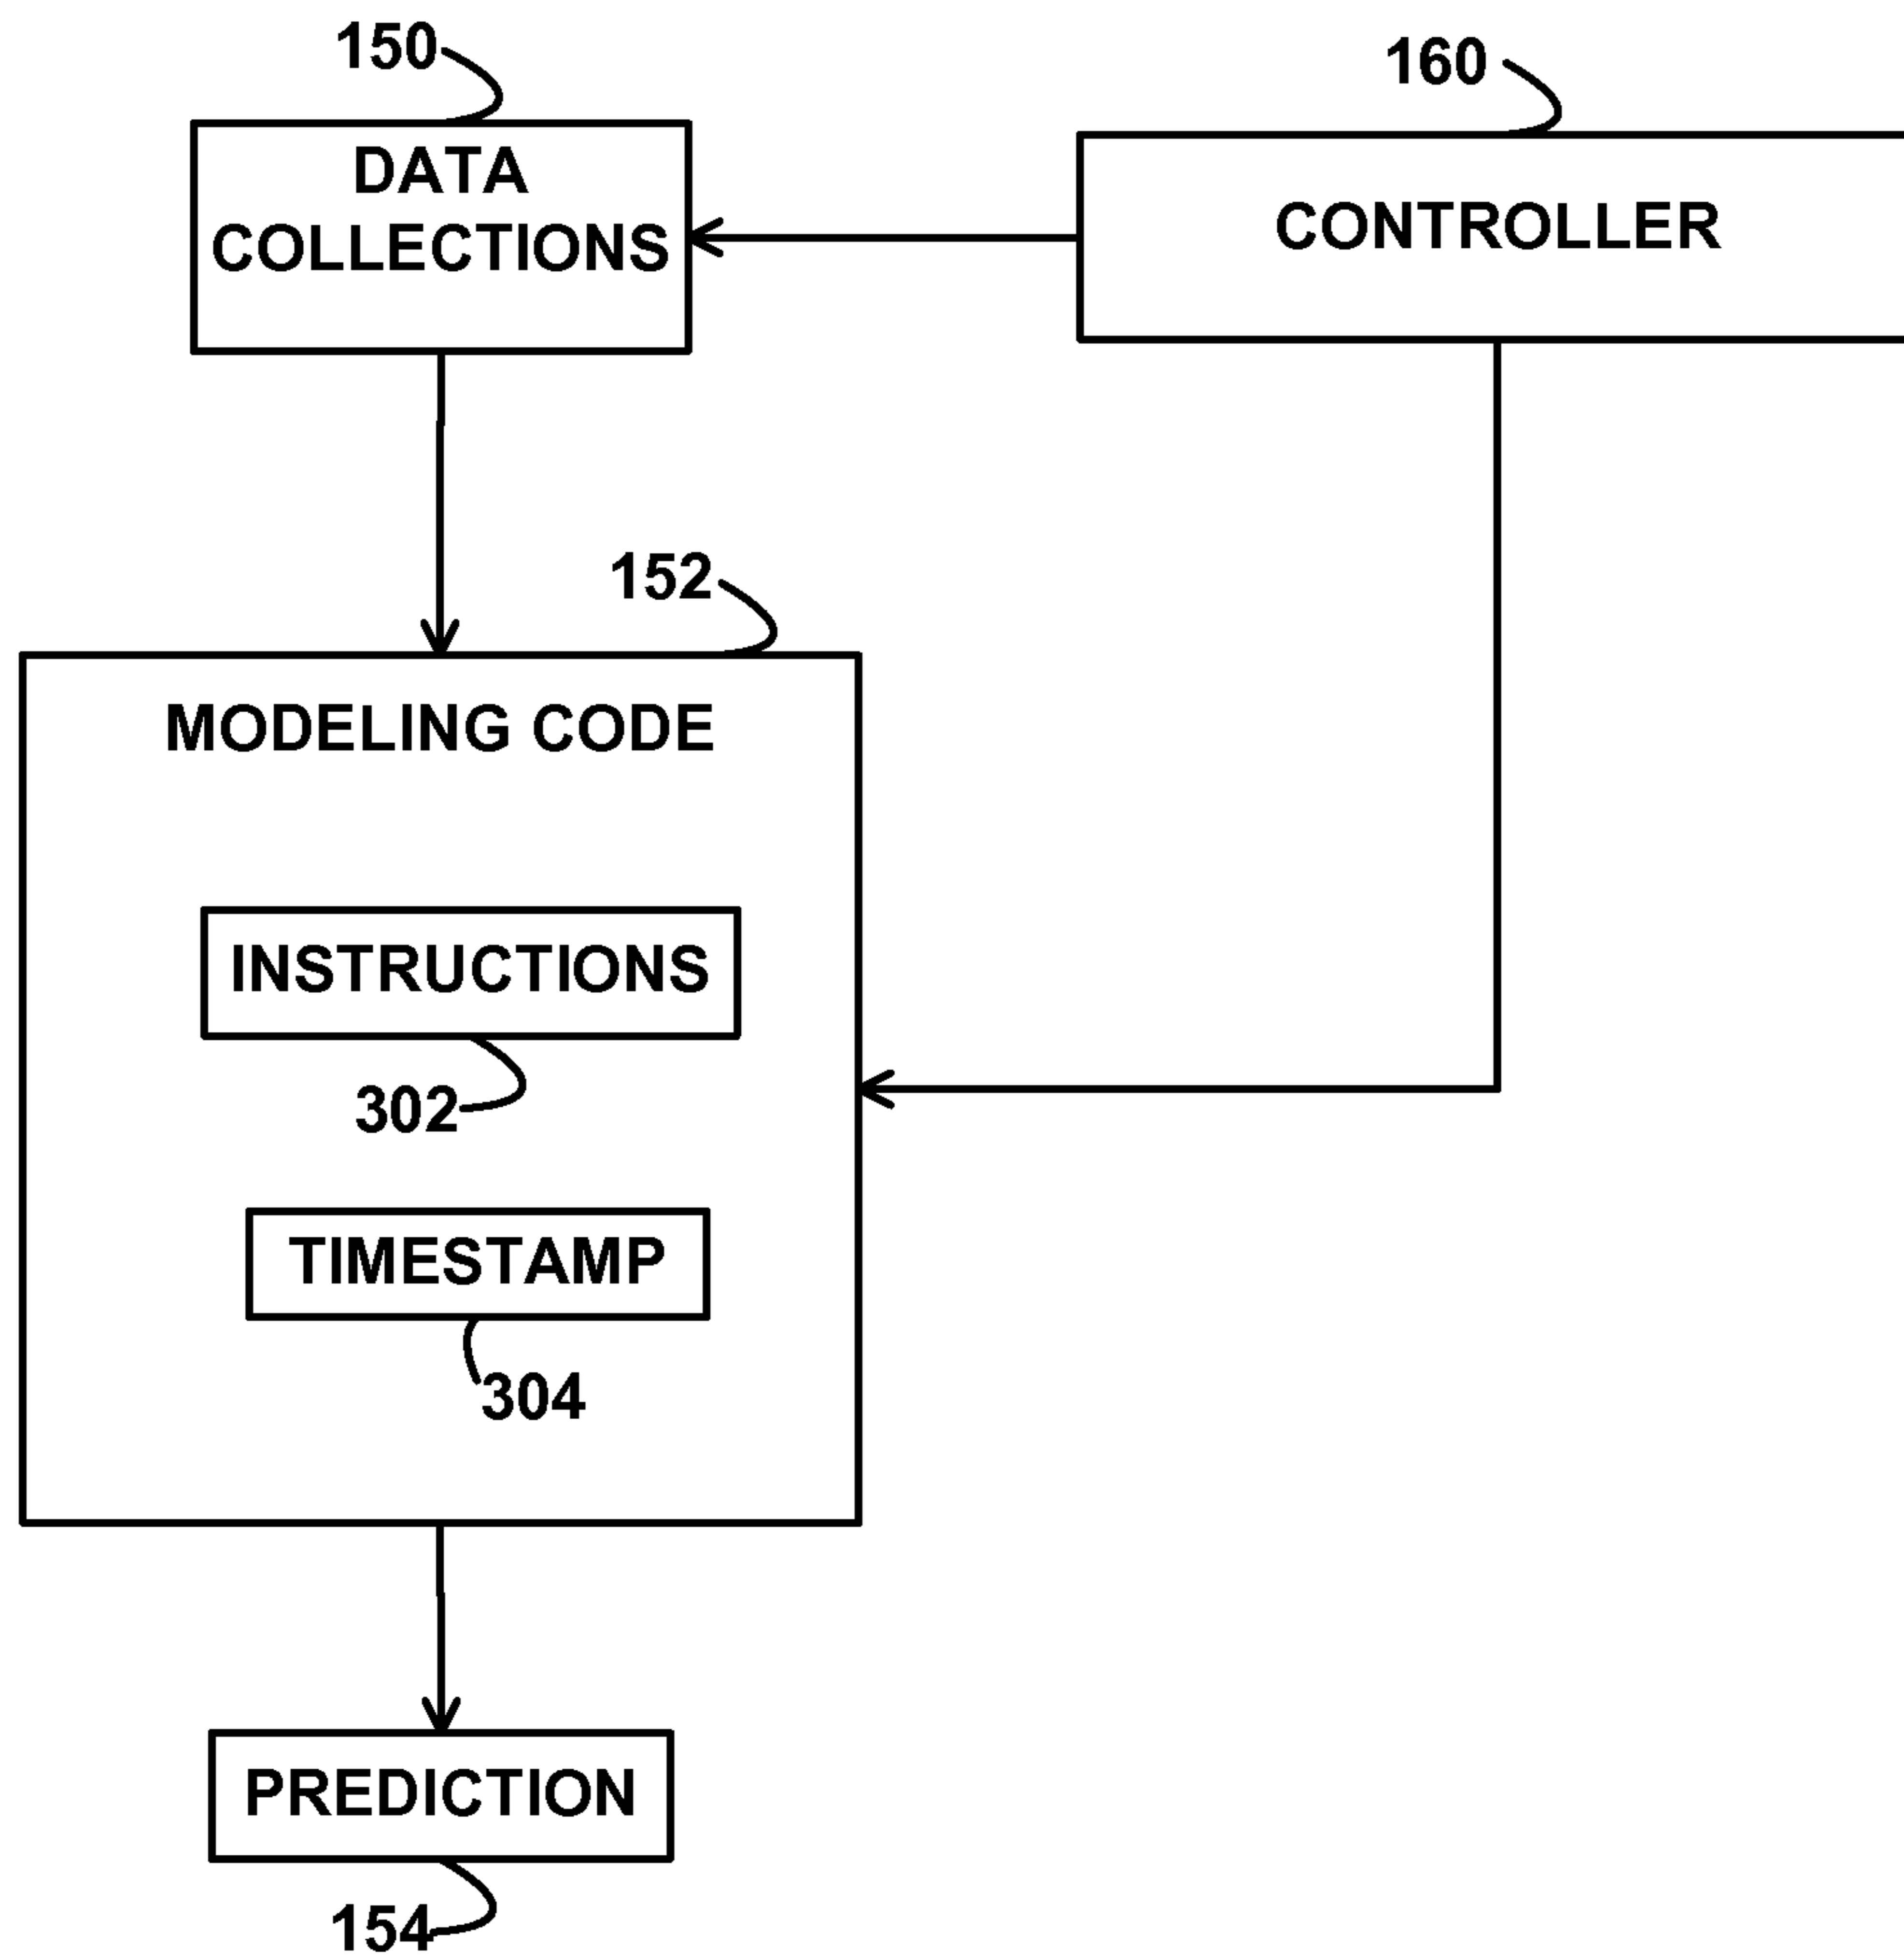 150
160
DATA
COLLECTIONS
CONTROLLER
152
MODELING CODE
INSTRUCTIONS
302
TIMESTAMP
304
PREDICTION
154